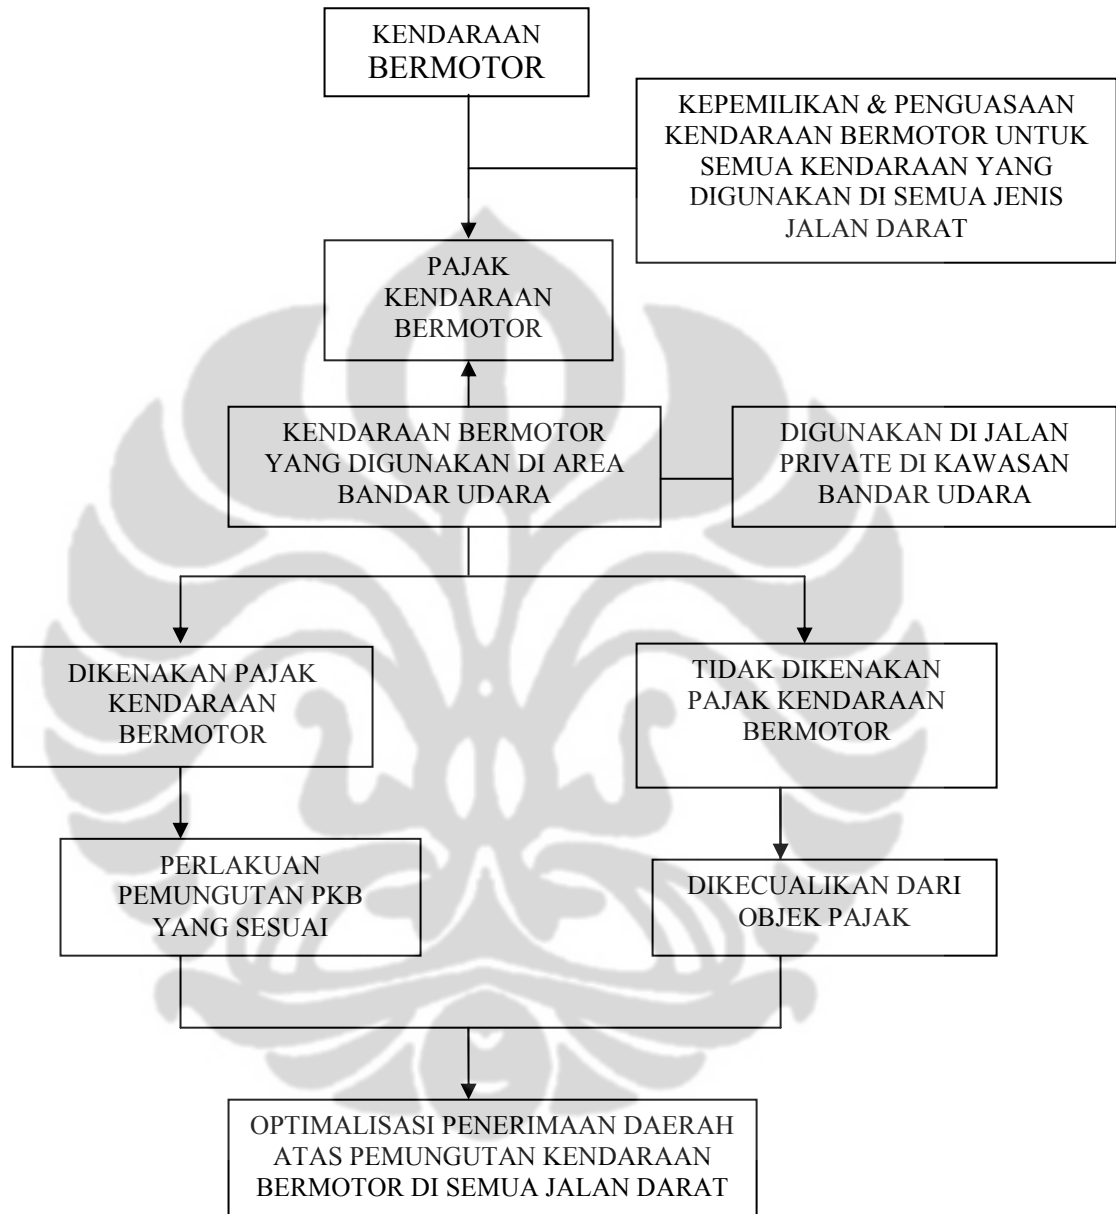 KENDARAAN
BERMOTOR
KEPEMILIKAN & PENGUASAAN
KENDARAAN BERMOTOR UNTUK
SEMUA KENDARAAN YANG
DIGUNAKAN DI SEMUA JENIS
JALAN DARAT
PAJAK
KENDARAAN
BERMOTOR
KENDARAAN BERMOTOR
YANG DIGUNAKAN DI AREA
BANDAR UDARA
DIGUNAKAN DI JALAN
PRIVATE DI KAWASAN
BANDAR UDARA
DIKENAKAN PAJAK
KENDARAAN
BERMOTOR
TIDAK DIKENAKAN
PAJAK KENDARAAN
BERMOTOR
PERLAKUAN
PEMUNGUTAN PKB
YANG SESUAI
DIKECUALIKAN DARI
OBJEK PAJAK
OPTIMALISASI PENERIMAAN DAERAH
ATAS PEMUNGUTAN KENDARAAN
BERMOTOR DI SEMUA JALAN DARAT